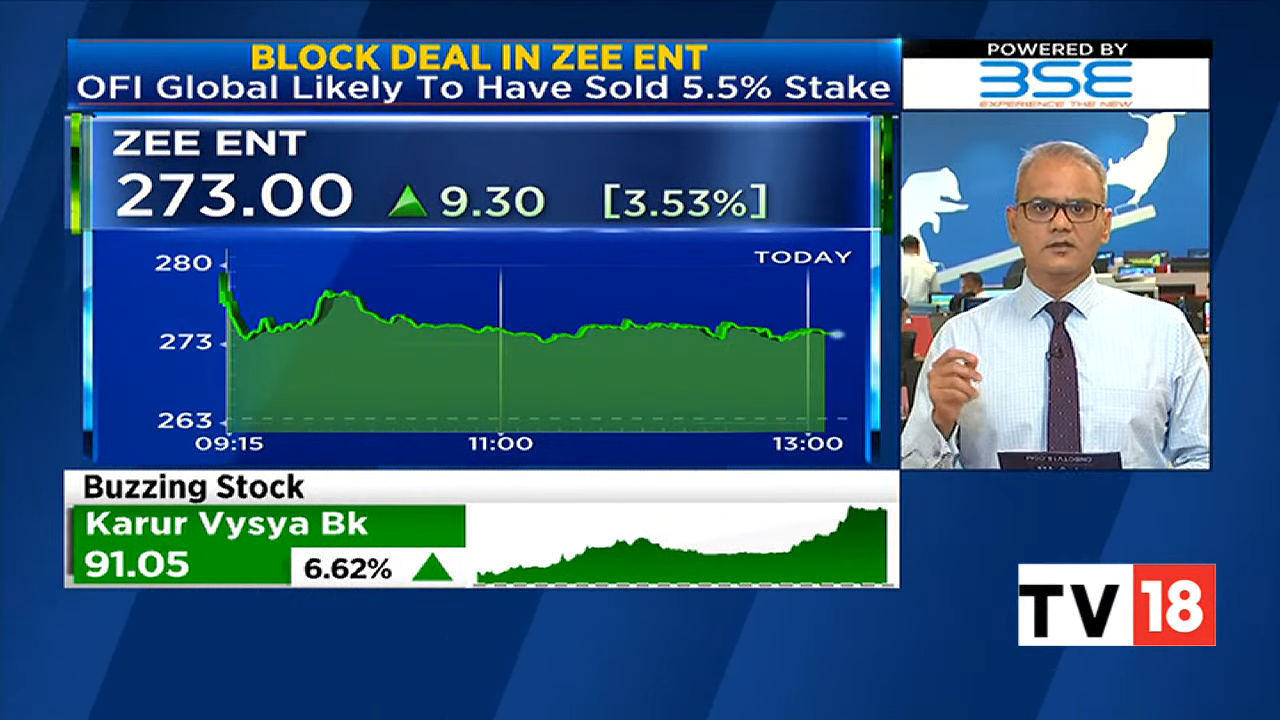 BLOCK DEAL IN ZEE ENT
OFI Global Likely To Have Sold 5.5% Stake
POWERED BY
BSE
EXPERIENCE THE NEW
ZEE ENT
273.00 ▲ 9.30 [3.53%]
TODAY
280
273
263
09:15 11:00 13:00
Buzzing Stock
Karur Vysya Bk
91.05 6.62% ▲
TV18